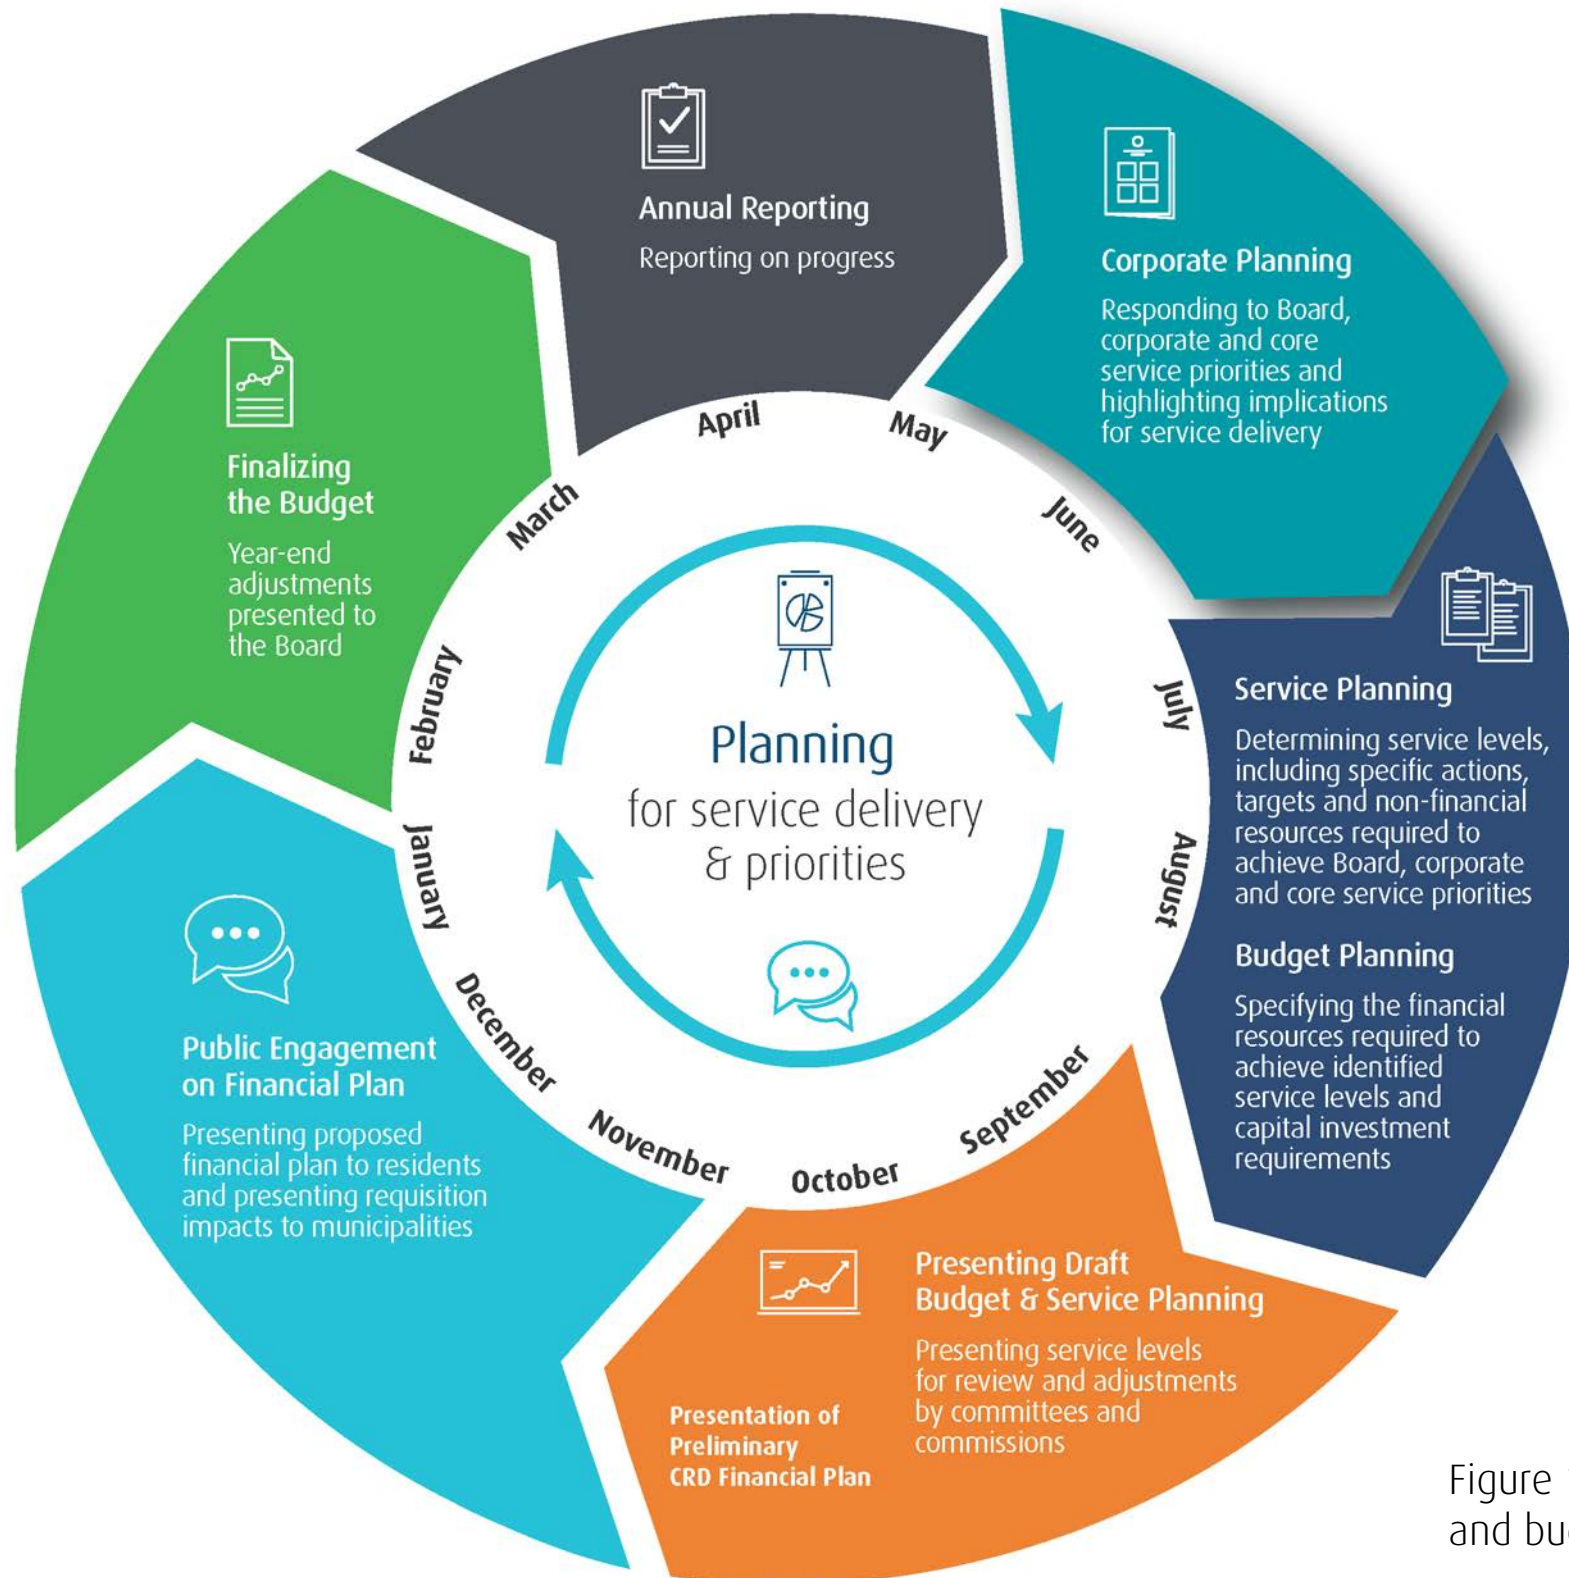 Annual Reporting
Reporting on progress
Corporate Planning
Responding to Board,
corporate and core
service priorities and
highlighting implications
for service delivery
Service Planning
Determining service levels,
including specific actions,
targets and non-financial
resources required to
achieve Board, corporate
and core service priorities
Budget Planning
Specifying the financial
resources required to
achieve identified
service levels and
capital investment
requirements
Presenting Draft
Budget & Service Planning
Presenting service levels
for review and adjustments
by committees and
commissions
Presentation of
Preliminary
CRD Financial Plan
Public Engagement
on Financial Plan
Presenting proposed
financial plan to residents
and presenting requisition
impacts to municipalities
Finalizing
the Budget
Year-end
adjustments
presented to
the Board
January
February
March
April
May
June
July
August
September
October
November
December
Planning
for service delivery
& priorities
Figure
and